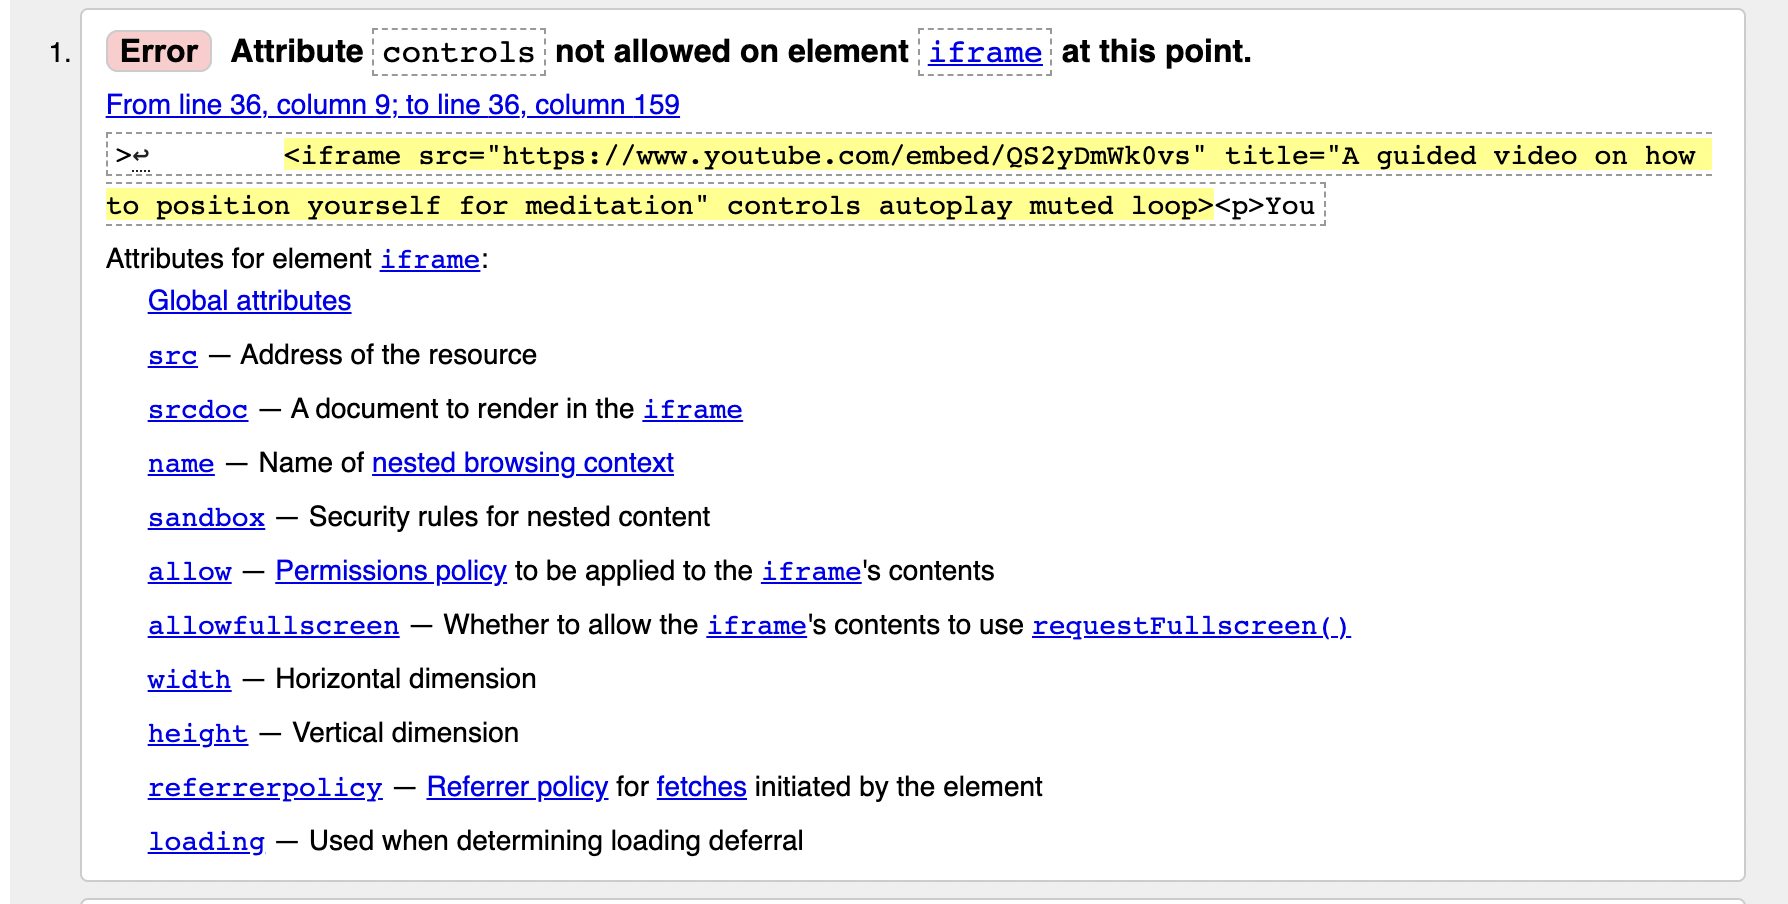 1. Error Attribute controls not allowed on element iframe at this point.
From line 36, column 9; to line 36, column 159
>↩ <iframe src="https://www.youtube.com/embed/QS2yDmWk0vs" title="A guided video on how
to position yourself for meditation" controls autoplay muted loop><p>You
Attributes for element iframe:
Global attributes
src — Address of the resource
srcdoc — A document to render in the iframe
name — Name of nested browsing context
sandbox — Security rules for nested content
allow — Permissions policy to be applied to the iframe's contents
allowfullscreen — Whether to allow the iframe's contents to use requestFullscreen()
width — Horizontal dimension
height — Vertical dimension
referrerpolicy — Referrer policy for fetches initiated by the element
loading — Used when determining loading deferral